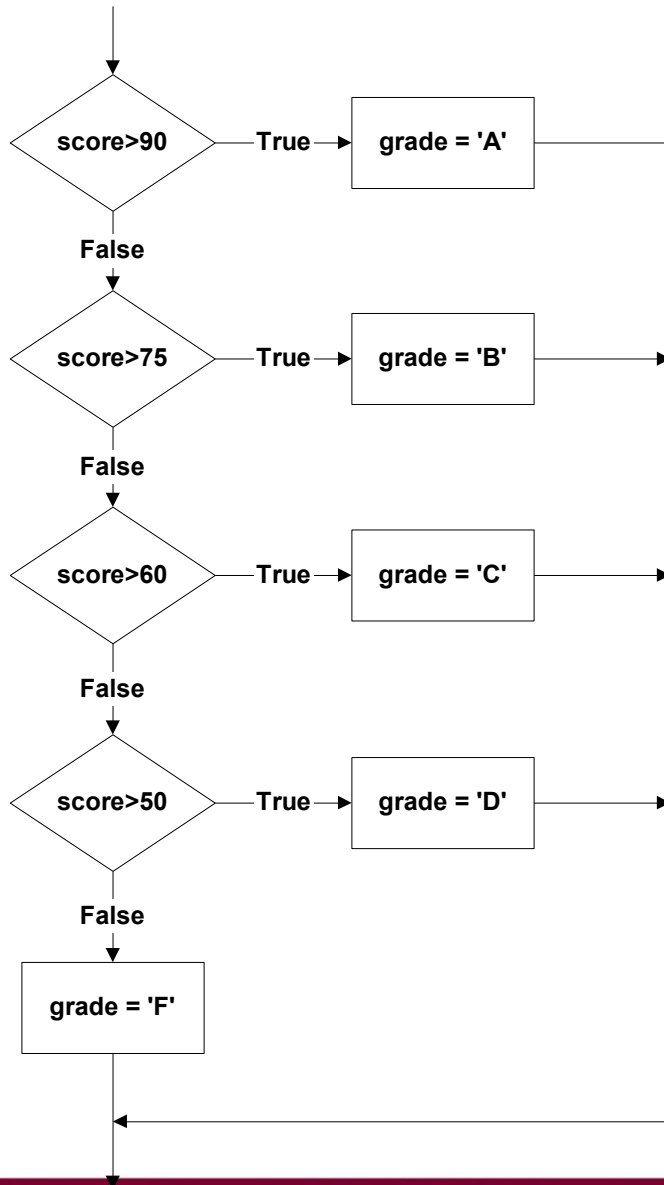 score>90 True grade = 'A'
False
score>75 True grade = 'B'
False
score>60 True grade = 'C'
False
score>50 True grade = 'D'
False
grade = 'F'